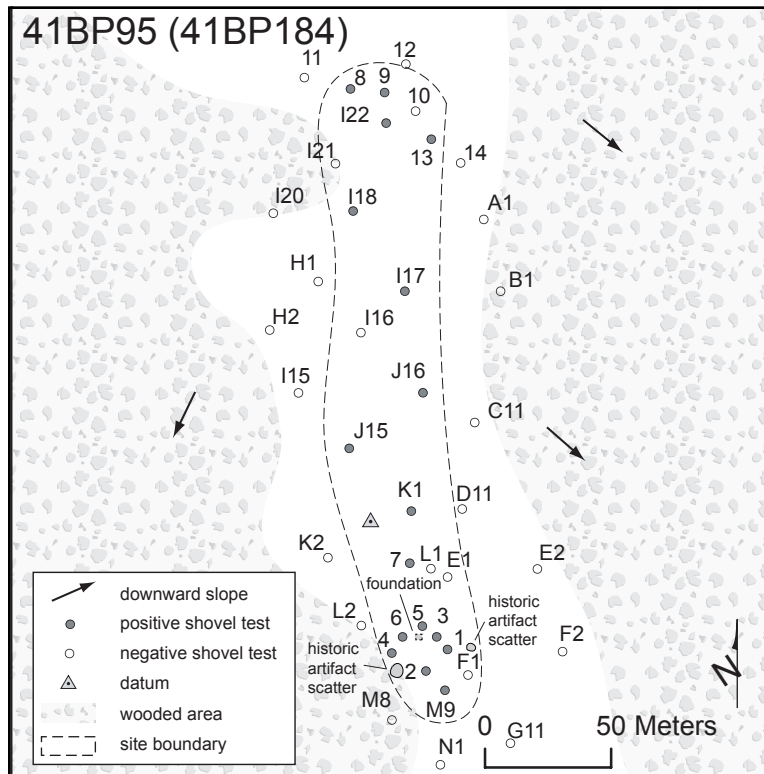 41BP95 (41BP184)
11
12
8
9
10
I22
13
I21
14
I20
I18
A1
H1
I17
B1
H2
I16
I15
J16
C11
J15
K1
D11
K2
7
L1
E1
E2
foundation
L2
6
5
3
historic
artifact
scatter
4
1
F2
historic
artifact
scatter
2
F1
M8
M9
N1
G11
downward slope
positive shovel test
negative shovel test
datum
wooded area
site boundary
0
50 Meters
N